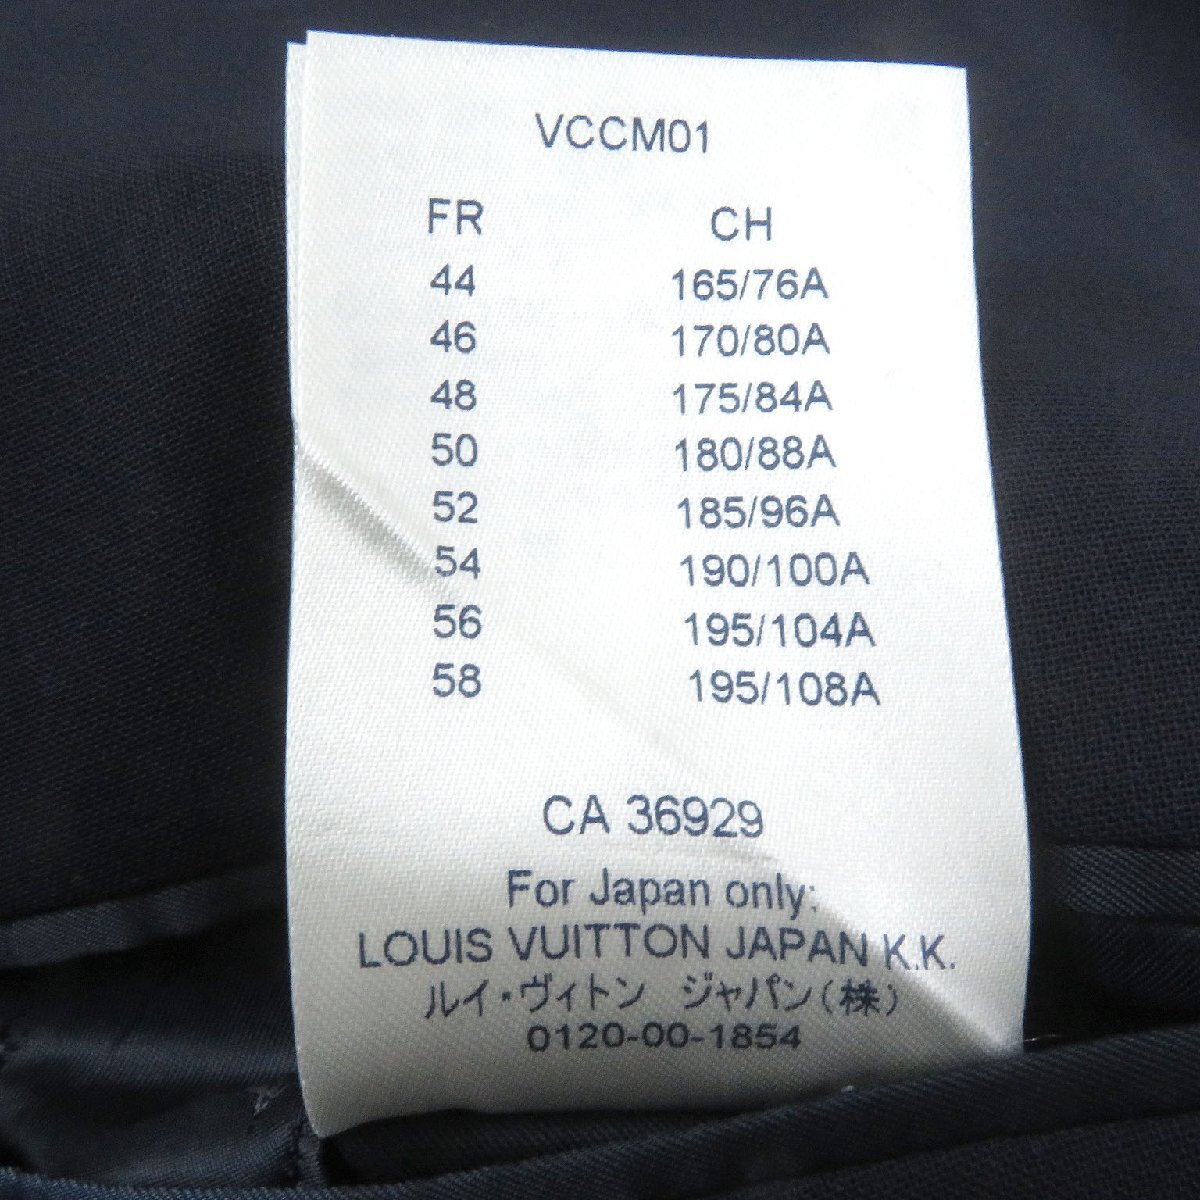 VCCM01
FR CH
44 165/76A
46 170/80A
48 175/84A
50 180/88A
52 185/96A
54 190/100A
56 195/104A
58 195/108A
CA 36929
For Japan only:
LOUIS VUITTON JAPAN K.K.
ルイ・ヴィトン ジャパン(株)
0120-00-1854